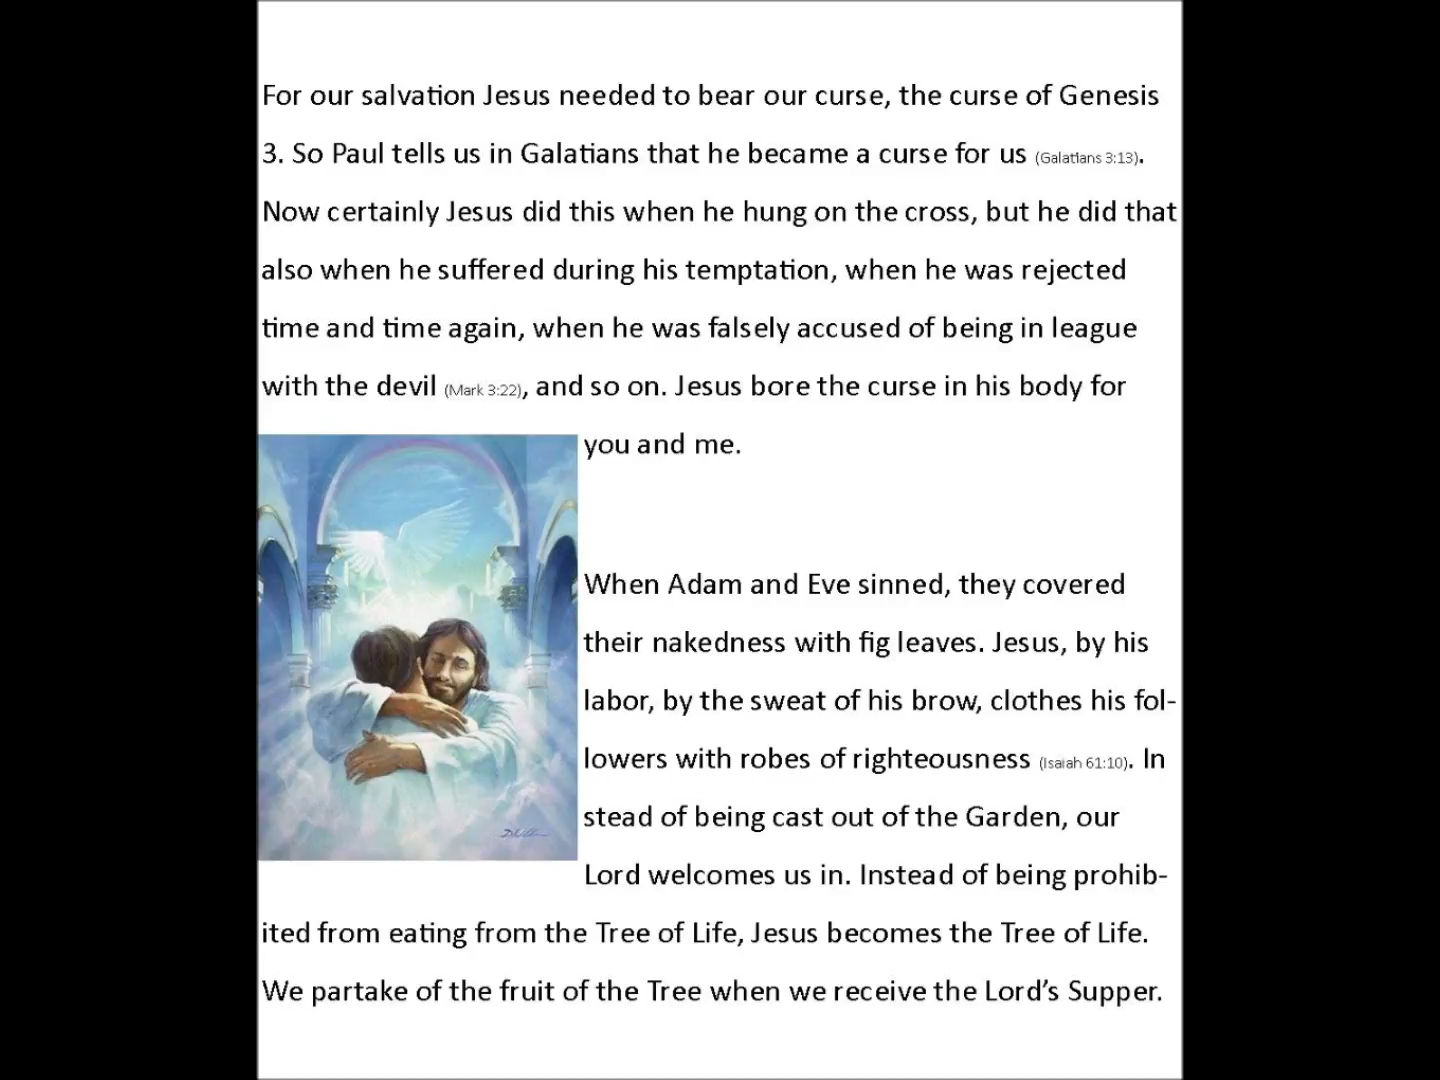 For our salvation Jesus needed to bear our curse, the curse of Genesis
3. So Paul tells us in Galatians that he became a curse for us (Galatians 3:13).
Now certainly Jesus did this when he hung on the cross, but he did that
also when he suffered during his temptation, when he was rejected
time and time again, when he was falsely accused of being in league
with the devil (Mark 3:22), and so on. Jesus bore the curse in his body for
you and me.
When Adam and Eve sinned, they covered
their nakedness with fig leaves. Jesus, by his
labor, by the sweat of his brow, clothes his fol-
lowers with robes of righteousness (Isaiah 61:10). In
stead of being cast out of the Garden, our
Lord welcomes us in. Instead of being prohib-
ited from eating from the Tree of Life, Jesus becomes the Tree of Life.
We partake of the fruit of the Tree when we receive the Lord’s Supper.